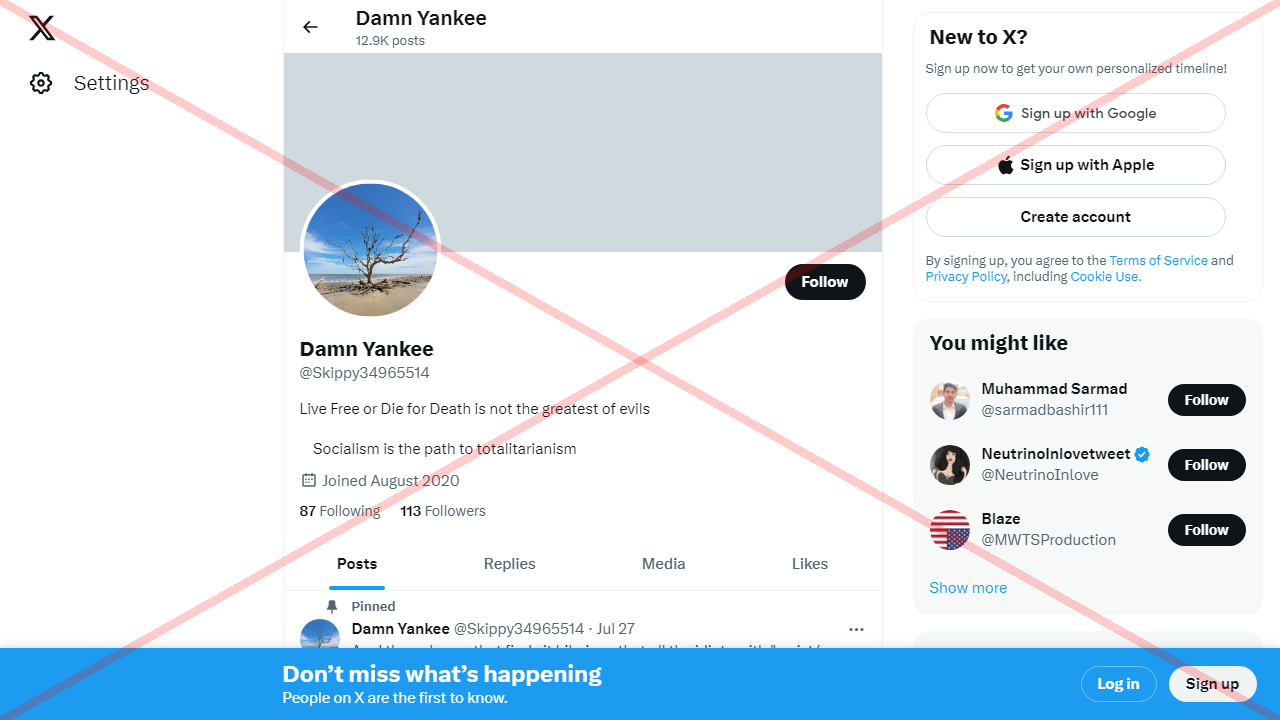 Settings
Damn Yankee
12.9K posts
Follow
Damn Yankee
@Skippy34965514
Live Free or Die for Death is not the greatest of evils
Socialism is the path to totalitarianism
Joined August 2020
87 Following 113 Followers
Posts Replies Media Likes
Pinned
Damn Yankee @Skippy34965514 · Jul 27
New to X?
Sign up now to get your own personalized timeline!
Sign up with Google
Sign up with Apple
Create account
By signing up, you agree to the Terms of Service and
Privacy Policy, including Cookie Use.
You might like
Muhammad Sarmad
@sarmadbashir111
Follow
NeutrinoInlovetweet
@NeutrinoInlove
Follow
Blaze
@MWTSProduction
Follow
Show more
Don’t miss what’s happening
People on X are the first to know.
Log in
Sign up